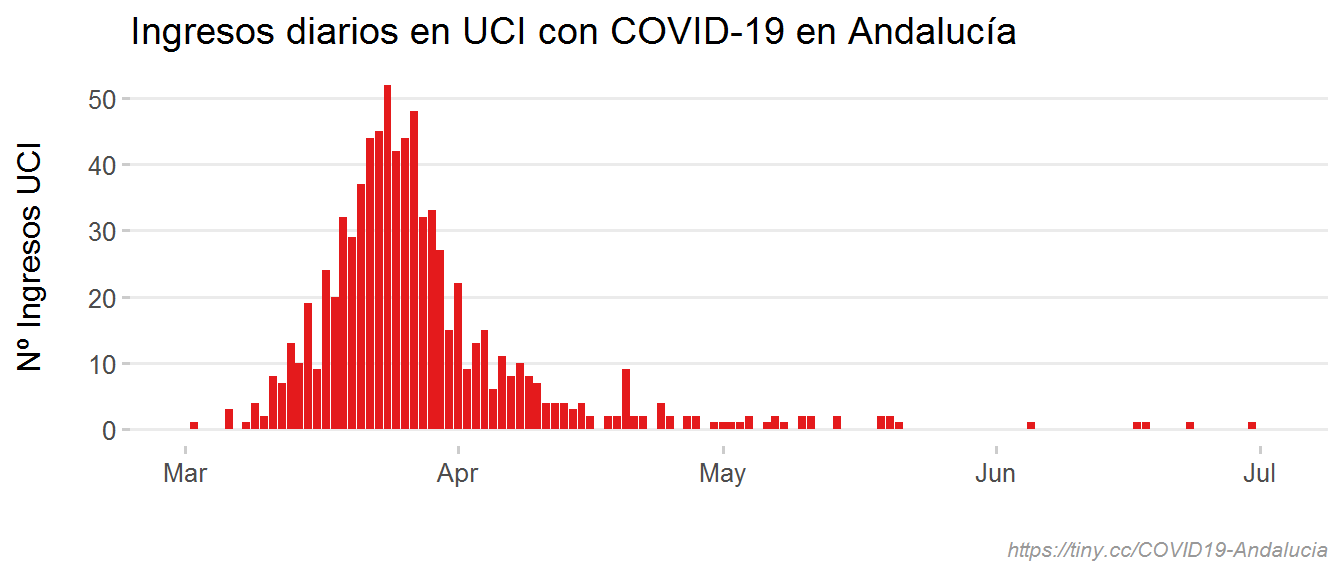 Ingresos diarios en UCI con COVID-19 en Andalucía
Nº Ingresos UCI
50
40
30
20
10
0
Mar Apr May Jun Jul
https://tiny.cc/COVID19-Andalucia